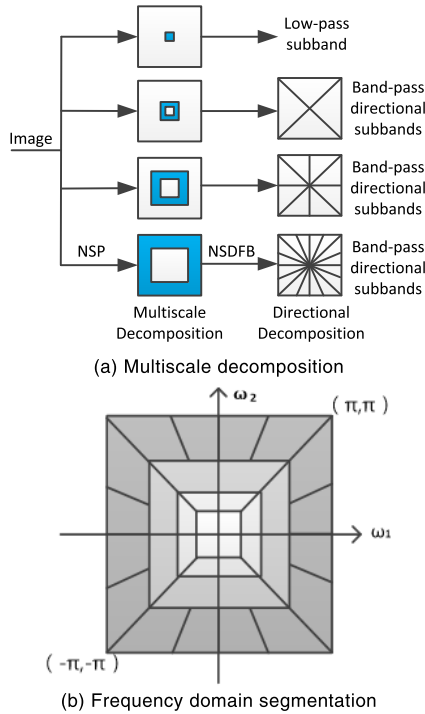 Low-pass
subband
Band-pass
directional
subbands
Image
Band-pass
directional
subbands
NSP
NSDFB
Band-pass
directional
subbands
Multiscale
Decomposition
Directional
Decomposition
(a) Multiscale decomposition
ω2
( π,π )
ω1
( -π,-π )
(b) Frequency domain segmentation